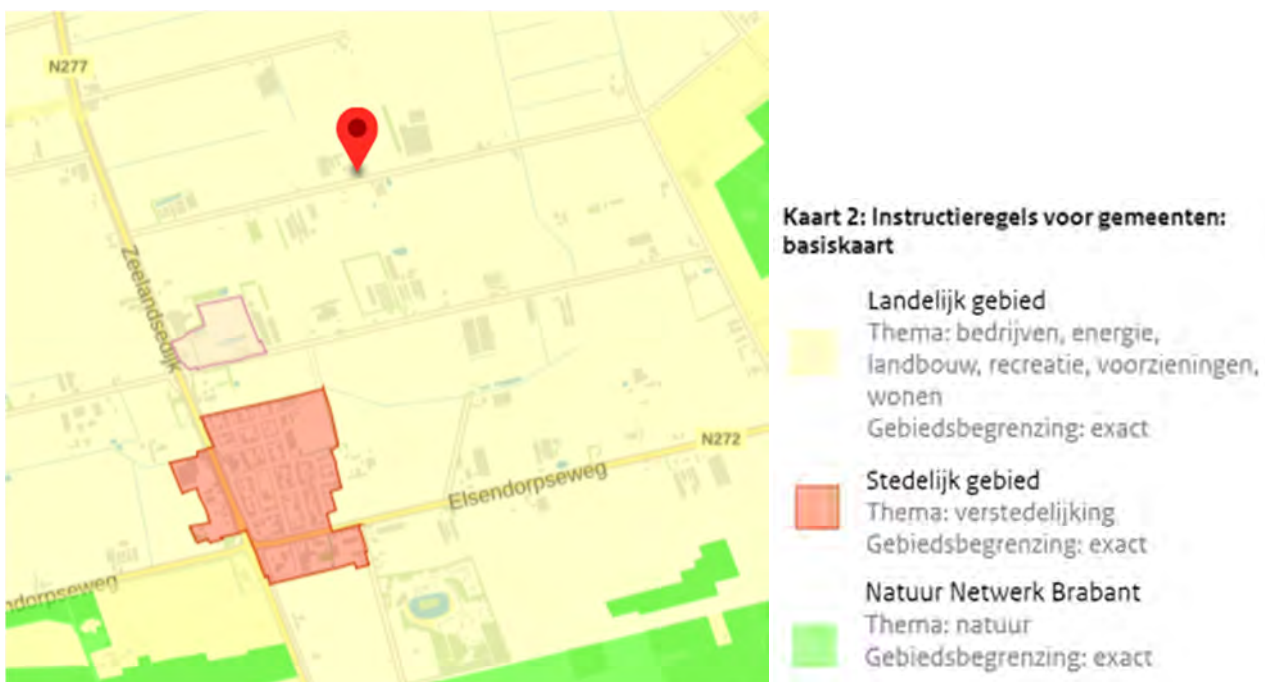 N277
Zeelandsedijk
N272
Elsendorpseweg
ndorpseweg
Kaart 2: Instructieregels voor gemeenten:
basiskaart
Landelijk gebied
Thema: bedrijven, energie,
landbouw, recreatie, voorzieningen,
wonen
Gebiedsbegrenzing: exact
Stedelijk gebied
Thema: verstedelijking
Gebiedsbegrenzing: exact
Natuur Netwerk Brabant
Thema: natuur
Gebiedsbegrenzing: exact